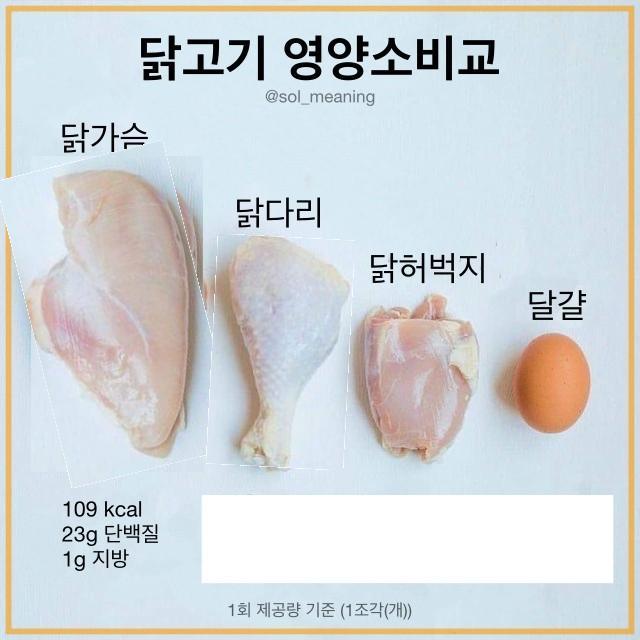 닭고기 영양소비교
@sol_meaning
닭가슴
닭다리
닭허벅지
달걀
109 kcal
23g 단백질
1g 지방
1회 제공량 기준 (1조각(개))